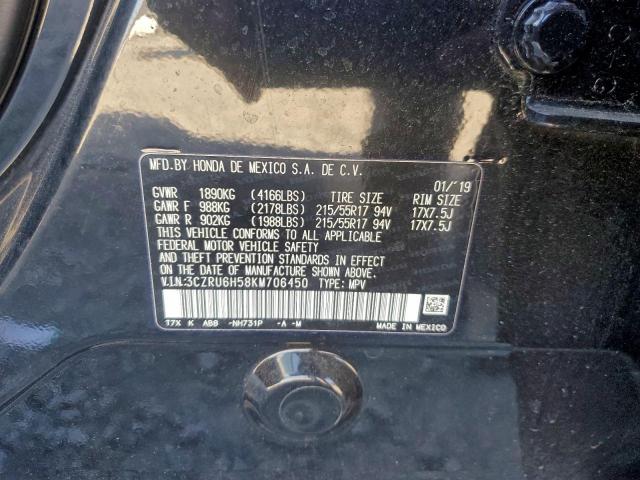 MFD.BY HONDA DE MEXICO S.A. DE C.V.
01/'19
GVWR 1890KG (4166LBS) TIRE SIZE RIM SIZE
GAWR F 988KG (2178LBS) 215/55R17 94V 17X7.5J
GAWR R 902KG (1988LBS) 215/55R17 94V 17X7.5J
THIS VEHICLE CONFORMS TO ALL APPLICABLE
FEDERAL MOTOR VEHICLE SAFETY
AND THEFT PREVENTION STANDARDS IN EFFECT
ON THE DATE OF MANUFACTURE SHOWN ABOVE.
V.I.N:3CZRU6H58KM706450 TYPE: MPV
T7X K ABB -NH731P -A -M MADE IN MEXICO